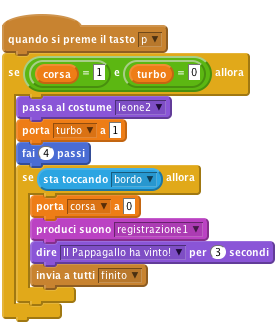 quando si preme il tasto p
se corsa = 1 e turbo = 0 allora
passa al costume leone2
porta turbo a 1
fai 4 passi
se sta toccando bordo allora
porta corsa a 0
produci suono registrazione1
dire Il Pappagallo ha vinto! per 3 secondi
invia a tutti finito